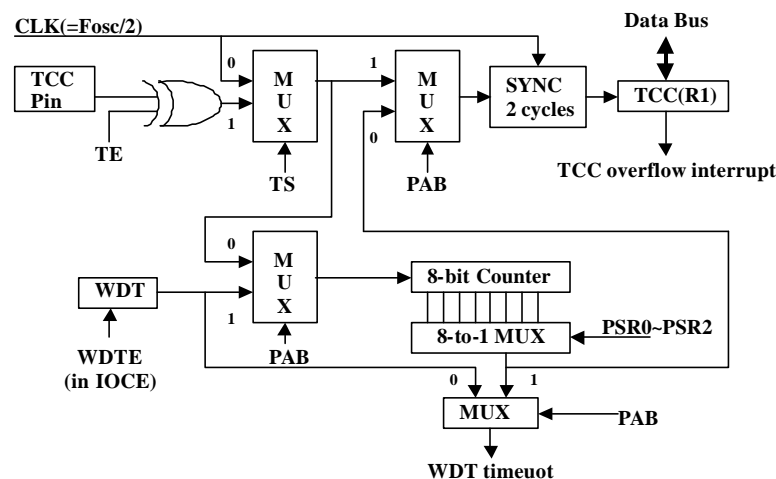 CLK(=Fosc/2)
Data Bus
0
1
TCC
Pin
M
U
X
M
U
X
SYNC
2 cycles
TCC(R1)
1
0
TE
TS
PAB
TCC overflow interrupt
0
M
U
X
WDT
8-bit Counter
1
8-to-1 MUX
PSR0~PSR2
WDTE
(in IOCE)
PAB
0
1
MUX
PAB
WDT timeuot